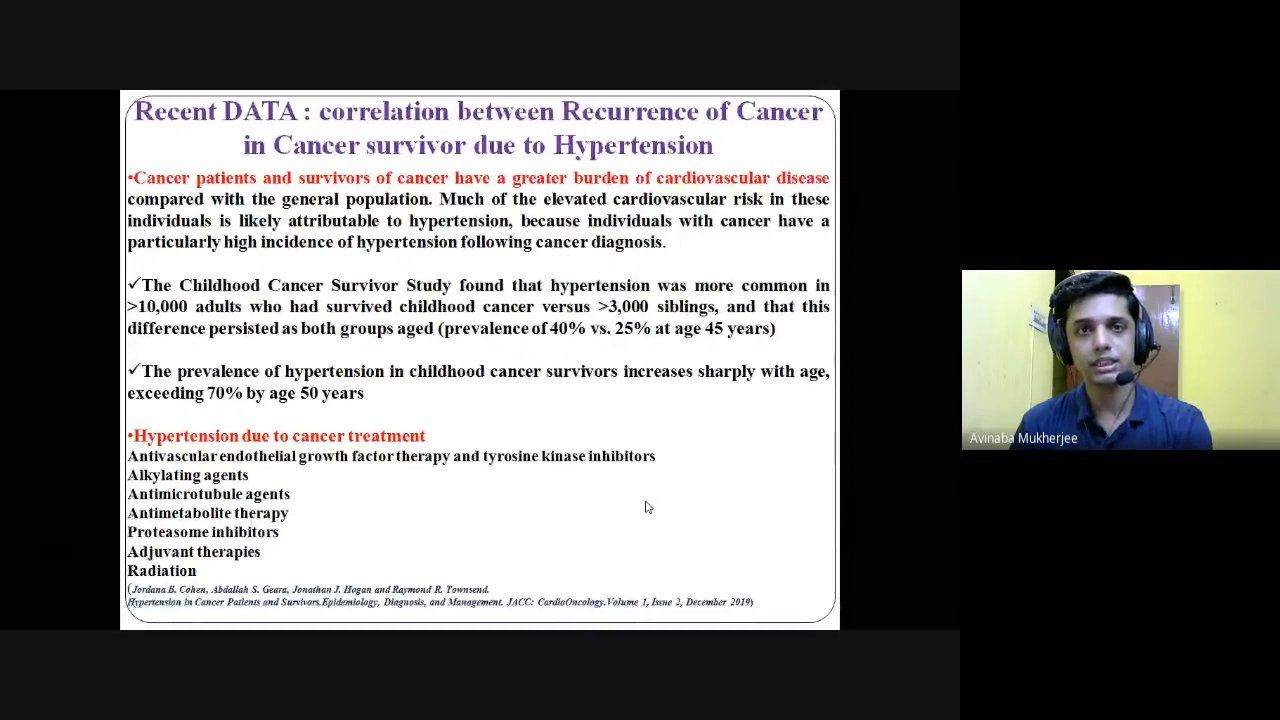 Recent DATA : correlation between Recurrence of Cancer
in Cancer survivor due to Hypertension
•Cancer patients and survivors of cancer have a greater burden of cardiovascular disease
compared with the general population. Much of the elevated cardiovascular risk in these
individuals is likely attributable to hypertension, because individuals with cancer have a
particularly high incidence of hypertension following cancer diagnosis.
✓The Childhood Cancer Survivor Study found that hypertension was more common in
>10,000 adults who had survived childhood cancer versus >3,000 siblings, and that this
difference persisted as both groups aged (prevalence of 40% vs. 25% at age 45 years)
✓The prevalence of hypertension in childhood cancer survivors increases sharply with age,
exceeding 70% by age 50 years
•Hypertension due to cancer treatment
Antivascular endothelial growth factor therapy and tyrosine kinase inhibitors
Alkylating agents
Antimicrotubule agents
Antimetabolite therapy
Proteasome inhibitors
Adjuvant therapies
Radiation
(Jordana B. Cohen, Abdallah S. Geara, Jonathan J. Hogan and Raymond R. Townsend.
Hypertension in Cancer Patients and Survivors.Epidemiology, Diagnosis, and Management. JACC: CardioOncology.Volume 1, Issue 2, December 2019)
Avinaba Mukherjee